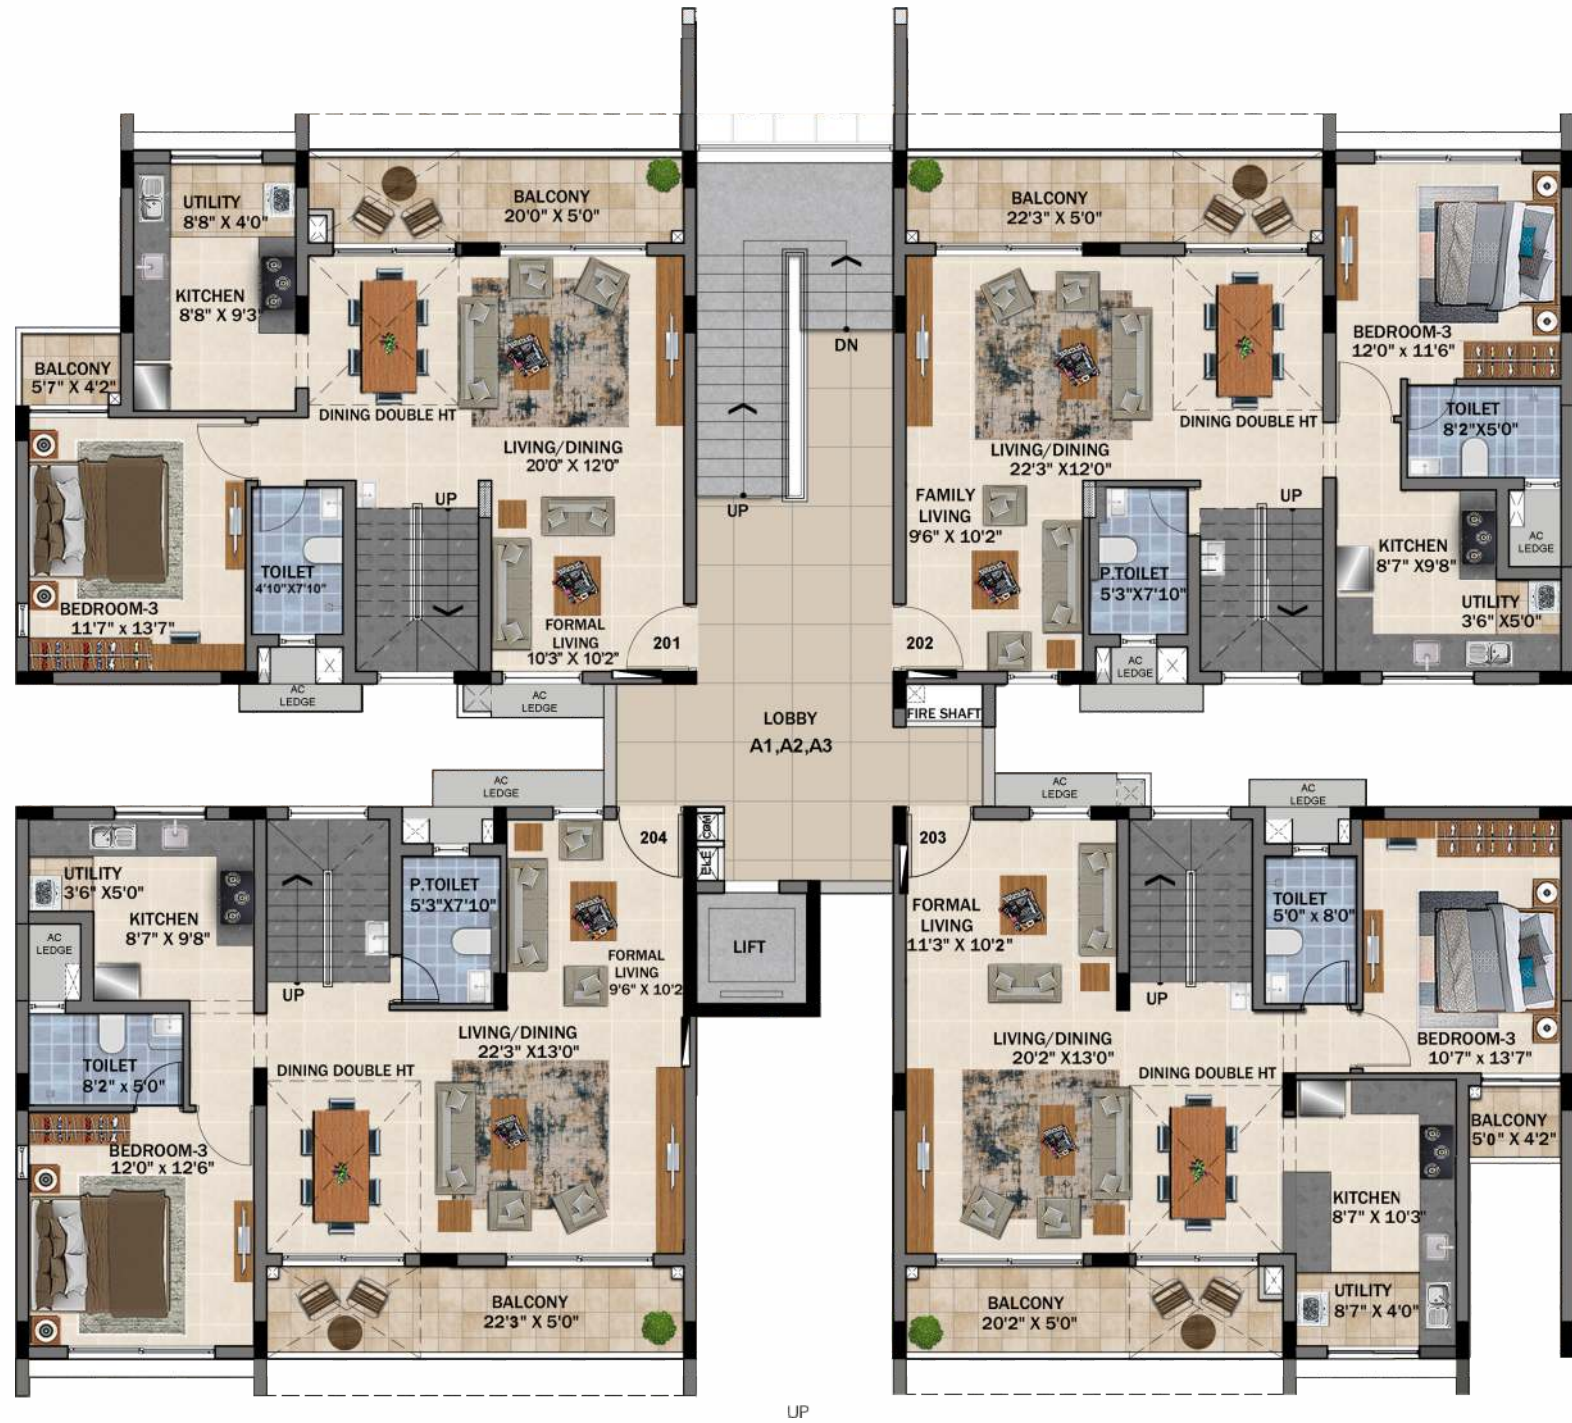 UTILITY
8'8" X 4'0"
BALCONY
20'0" X 5'0"
KITCHEN
8'8" X 9'3"
BALCONY
5'7" X 4'2"
DINING DOUBLE HT
LIVING/DINING
20'0" X 12'0"
UP
TOILET
4'10"X7'10"
BEDROOM-3
11'7" x 13'7"
FORMAL
LIVING
10'3" X 10'2"
201
AC
LEDGE
AC
LEDGE
DN
UP
BALCONY
22'3" X 5'0"
BEDROOM-3
12'0" x 11'6"
DINING DOUBLE HT
TOILET
8'2"X5'0"
LIVING/DINING
22'3" X12'0"
FAMILY
LIVING
9'6" X 10'2"
UP
P.TOILET
5'3"X7'10"
KITCHEN
8'7" X9'8"
AC
LEDGE
UTILITY
3'6" X5'0"
202
AC
LEDGE
FIRE SHAFT
LOBBY
A1,A2,A3
AC
LEDGE
AC
LEDGE
AC
LEDGE
204
COM
ELE
203
UTILITY
3'6" X5'0"
KITCHEN
8'7" X 9'8"
AC
LEDGE
P.TOILET
5'3"X7'10"
FORMAL
LIVING
9'6" X 10'2
UP
LIFT
TOILET
8'2" x 5'0"
LIVING/DINING
22'3" X13'0"
DINING DOUBLE HT
BEDROOM-3
12'0" x 12'6"
BALCONY
22'3" X 5'0"
FORMAL
LIVING
11'3" X 10'2"
TOILET
5'0" x 8'0"
UP
LIVING/DINING
20'2" X13'0"
BEDROOM-3
10'7" x 13'7"
DINING DOUBLE HT
BALCONY
5'0" X 4'2"
KITCHEN
8'7" X 10'3"
UTILITY
8'7" X 4'0"
BALCONY
20'2" X 5'0"
UP